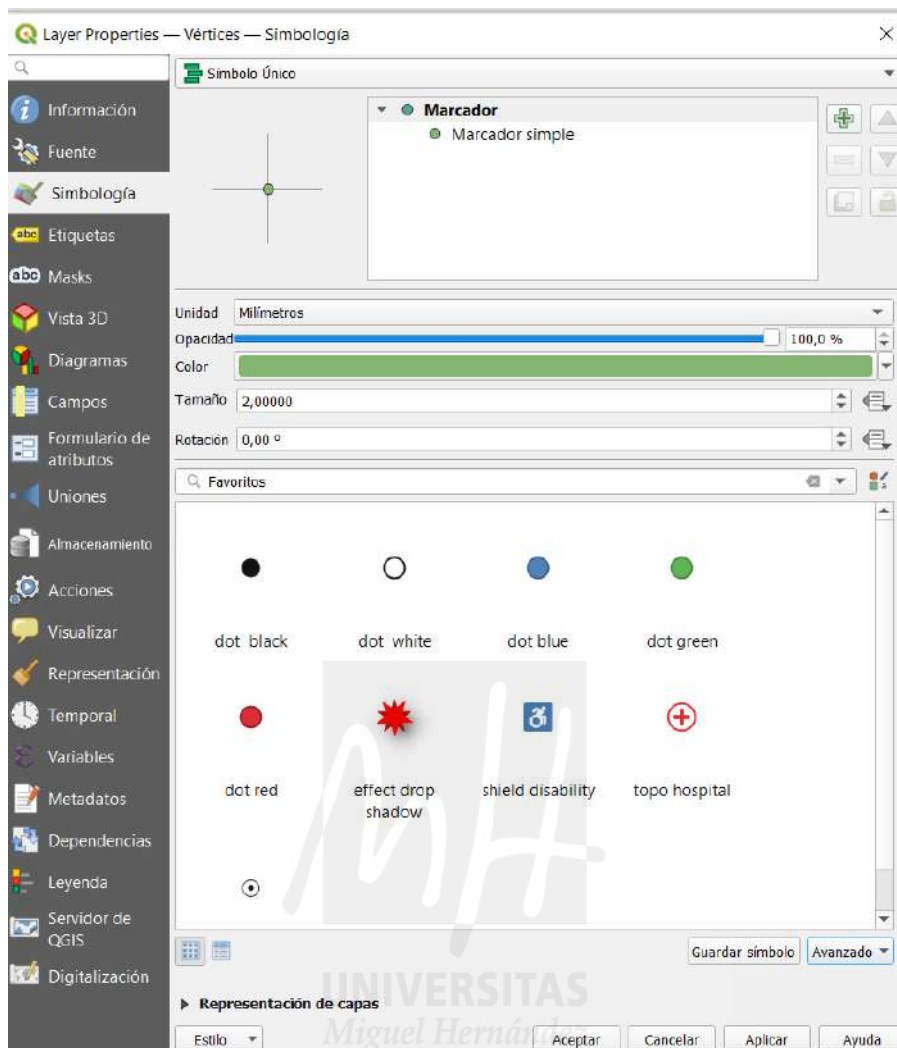 Layer Properties — Vértices — Simbología
Símbolo Único
Información
Fuente
Simbología
Etiquetas
Masks
Vista 3D
Diagramas
Campos
Formulario de
atributos
Uniones
Almacenamiento
Acciones
Visualizar
Representación
Temporal
Variables
Metadatos
Dependencias
Leyenda
Servidor de
QGIS
Digitalización
Marcador
Marcador simple
Unidad Milímetros
Opacidad 100,0 %
Color
Tamaño 2,00000
Rotación 0,00 °
Favoritos
dot black dot white dot blue dot green
dot red effect drop
shadow shield disability topo hospital
Guardar símbolo Avanzado
Representación de capas
Estilo Aceptar Cancelar Aplicar Ayuda
UNIVERSITAS
Miguel Hernández